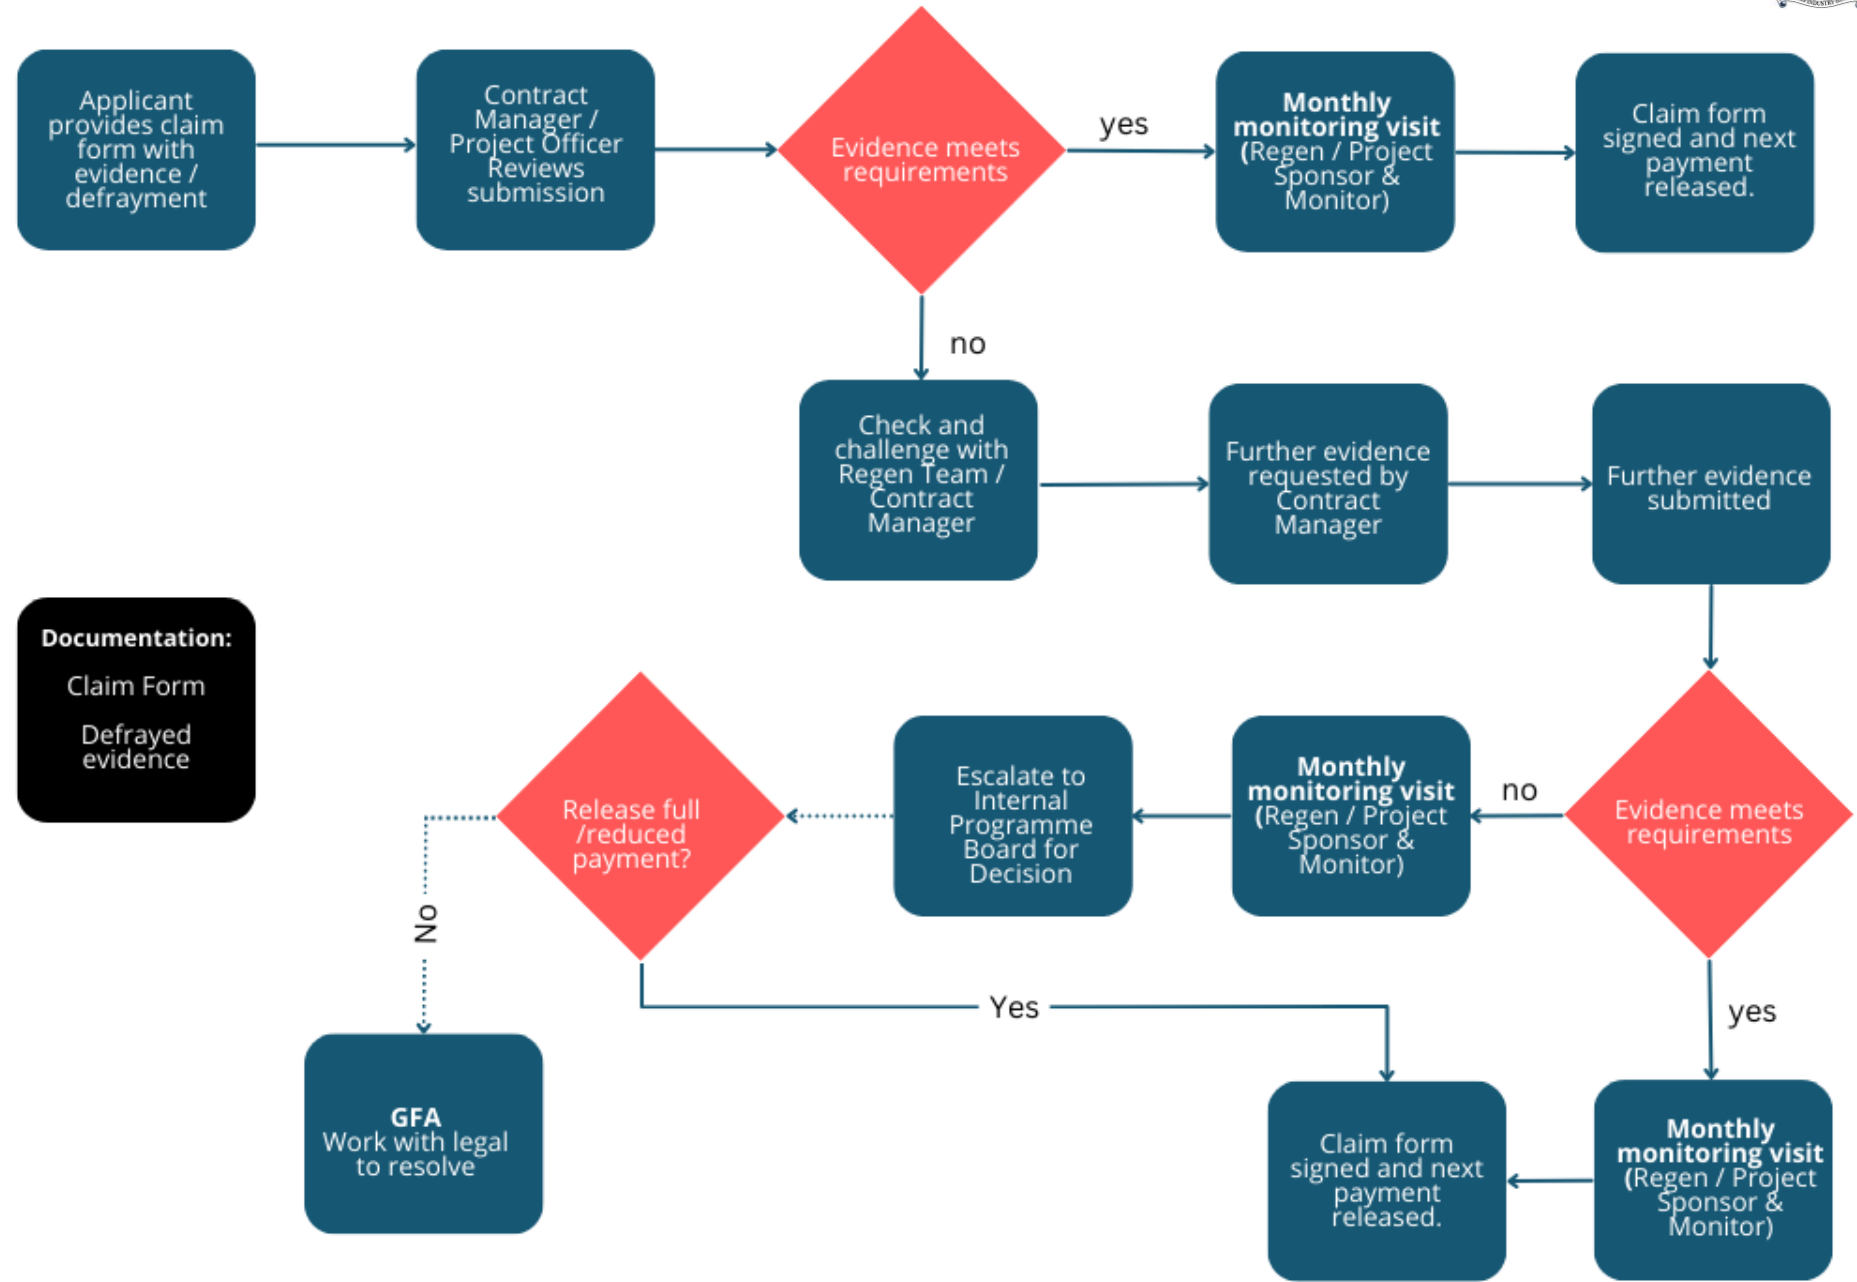 Applicant
provides claim
form with
evidence /
defrayment
Contract
Manager /
Project Officer
Reviews
submission
Evidence meets
requirements
yes
Monthly
monitoring visit
(Regen / Project
Sponsor &
Monitor)
Claim form
signed and next
payment
released.
no
Check and
challenge with
Regen Team /
Contract
Manager
Further evidence
requested by
Contract
Manager
Further evidence
submitted
Documentation:
Claim Form
Defrayed
evidence
Evidence meets
requirements
no
Monthly
monitoring visit
(Regen / Project
Sponsor &
Monitor)
Escalate to
Internal
Programme
Board for
Decision
Release full
/reduced
payment?
No
GFA
Work with legal
to resolve
Yes
yes
Monthly
monitoring visit
(Regen / Project
Sponsor &
Monitor)
Claim form
signed and next
payment
released.